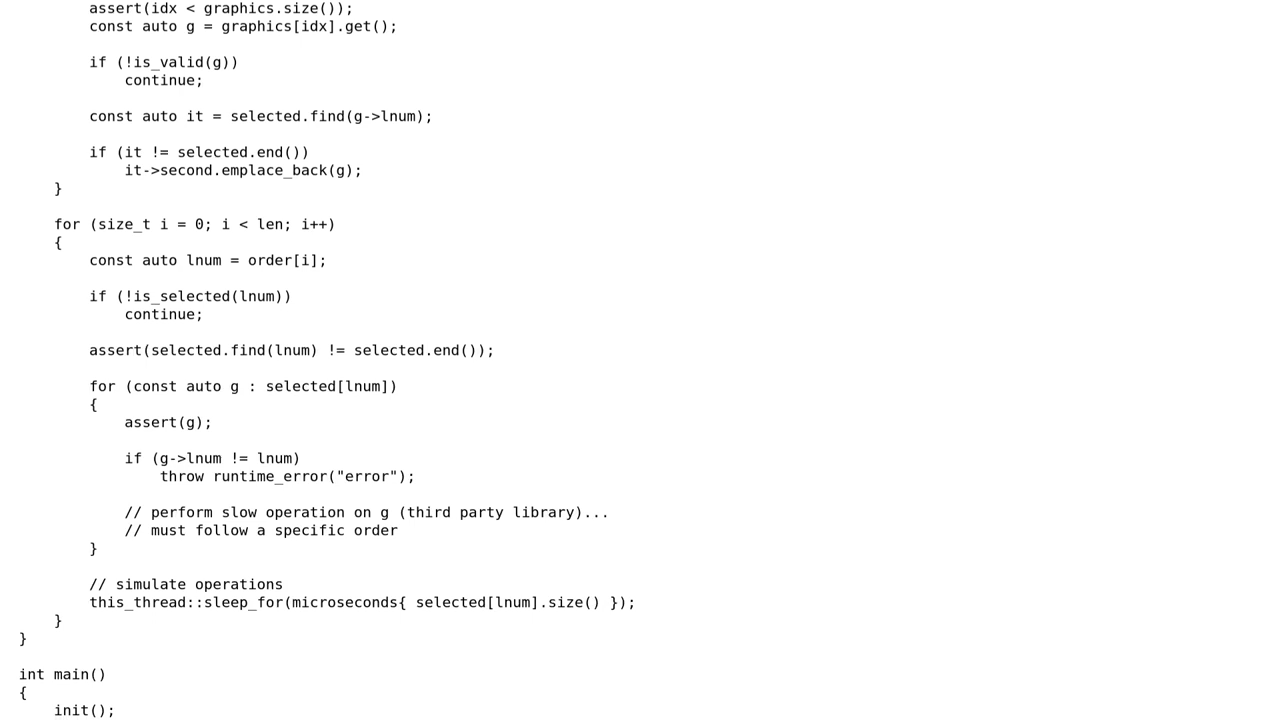 assert(idx < graphics.size());
        const auto g = graphics[idx].get();

        if (!is_valid(g))
            continue;

        const auto it = selected.find(g->lnum);

        if (it != selected.end())
            it->second.emplace_back(g);
    }

    for (size_t i = 0; i < len; i++)
    {
        const auto lnum = order[i];

        if (!is_selected(lnum))
            continue;

        assert(selected.find(lnum) != selected.end());

        for (const auto g : selected[lnum])
        {
            assert(g);

            if (g->lnum != lnum)
                throw runtime_error("error");

            // perform slow operation on g (third party library)...
            // must follow a specific order
        }

        // simulate operations
        this_thread::sleep_for(microseconds{ selected[lnum].size() });
    }
}

int main()
{
    init();